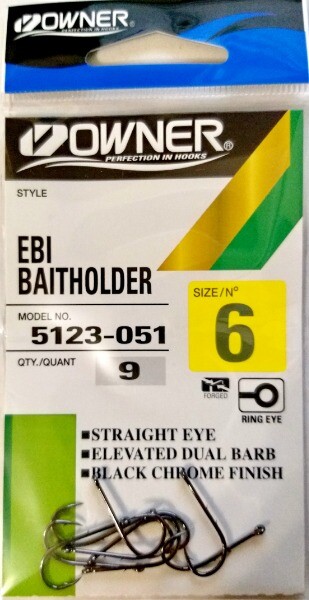 OWNER®
OWNER®
PERFECTION IN HOOKS
STYLE
EBI
BAITHOLDER
MODEL NO.
5123-051
QTY./QUANT
9
SIZE/Nº
6
FORGED
RING EYE
■STRAIGHT EYE
■ELEVATED DUAL BARB
■BLACK CHROME FINISH